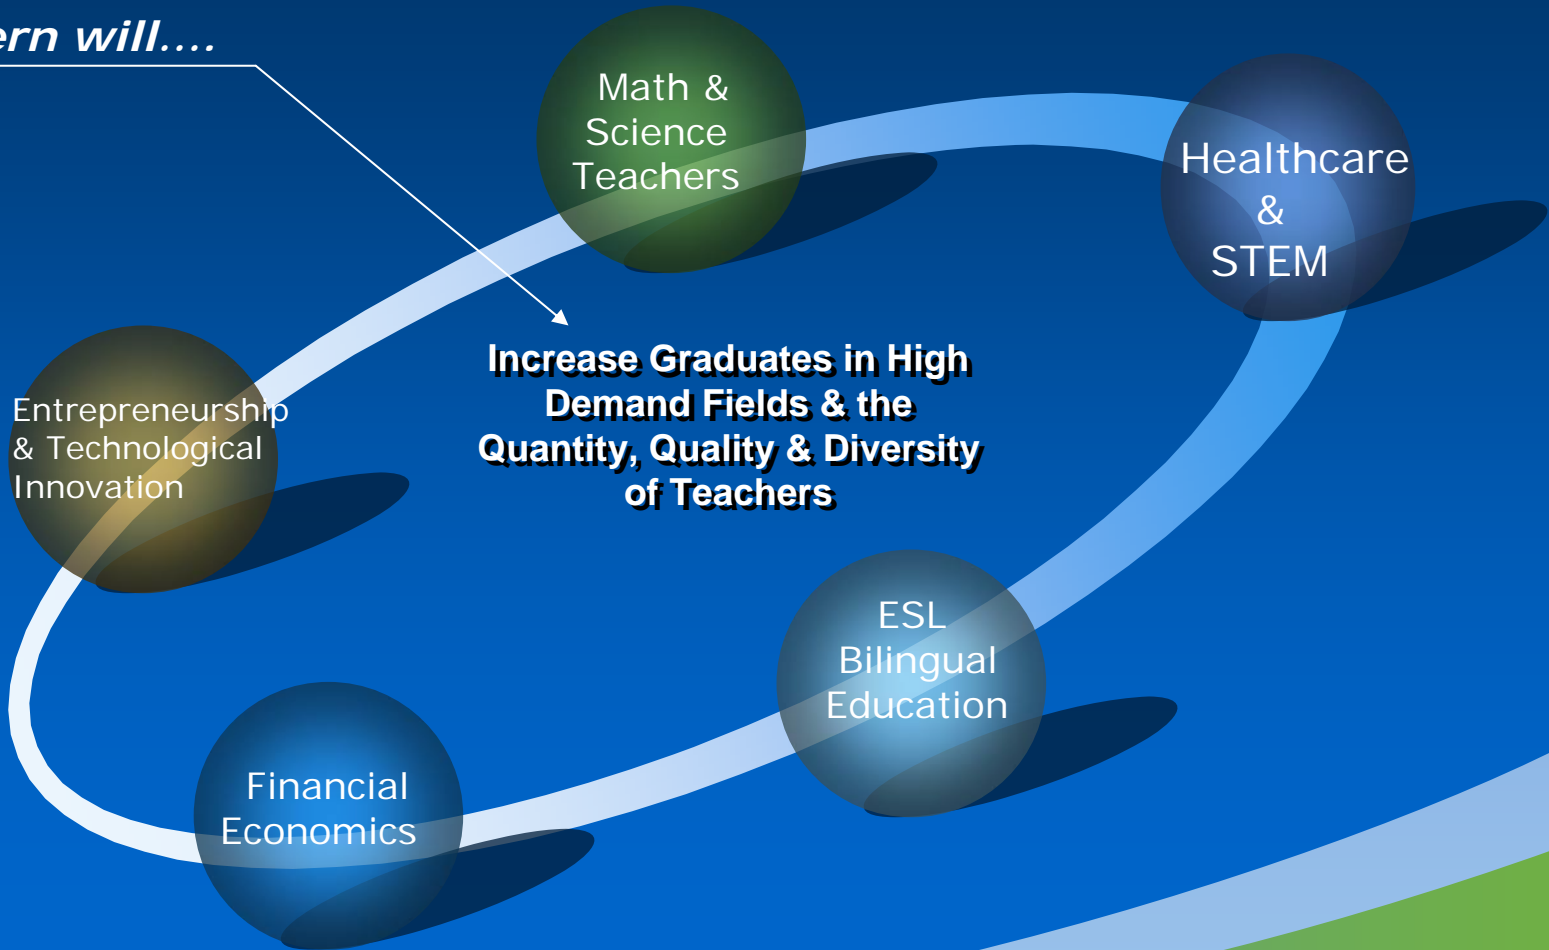 will....
Math &
Science
Teachers
Healthcare
&
STEM
Increase Graduates in High
Demand Fields & the
Quantity, Quality & Diversity
of Teachers
Entrepreneurship
& Technological
Innovation
ESL
Bilingual
Education
Financial
Economics